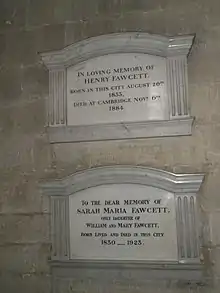 IN LOVING MEMORY OF
HENRY FAWCETT.
BORN IN THIS CITY AUGUST 26TH
1833.
DIED AT CAMBRIDGE NOV. 6TH
1884.
TO THE DEAR MEMORY OF
SARAH MARIA FAWCETT,
ONLY DAUGHTER OF
WILLIAM AND MARY FAWCETT.
BORN LIVED AND DIED IN THIS CITY
1830 — 1923.